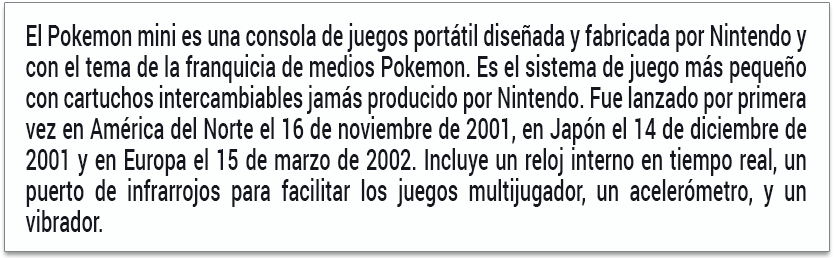 El Pokemon mini es una consola de juegos portátil diseñada y fabricada por Nintendo y
con el tema de la franquicia de medios Pokemon. Es el sistema de juego más pequeño
con cartuchos intercambiables jamás producido por Nintendo. Fue lanzado por primera
vez en América del Norte el 16 de noviembre de 2001, en Japón el 14 de diciembre de
2001 y en Europa el 15 de marzo de 2002. Incluye un reloj interno en tiempo real, un
puerto de infrarrojos para facilitar los juegos multijugador, un acelerómetro, y un
vibrador.